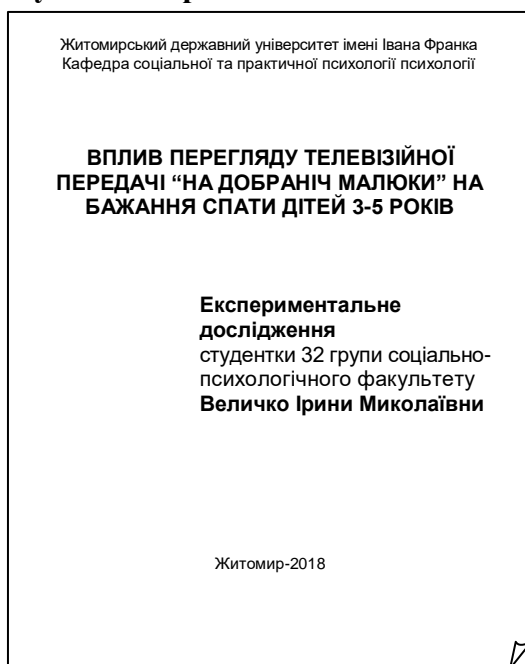 Житомирський державний університет імені Івана Франка
Кафедра соціальної та практичної психології психології
ВПЛИВ ПЕРЕГЛЯДУ ТЕЛЕВІЗІЙНОЇ
ПЕРЕДАЧІ “НА ДОБРАНІЧ МАЛЮКИ” НА
БАЖАННЯ СПАТИ ДІТЕЙ 3-5 РОКІВ
Експериментальне
дослідження
студентки 32 групи соціально-
психологічного факультету
Величко Ірини Миколаївни
Житомир-2018